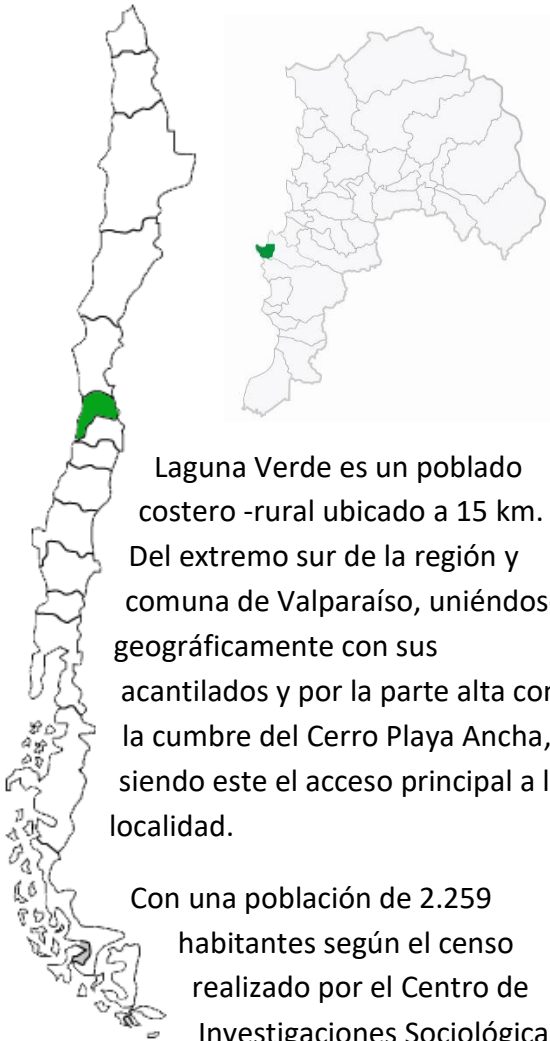 Laguna Verde es un poblado
costero -rural ubicado a 15 km.
Del extremo sur de la región y
comuna de Valparaíso, uniéndos
geográficamente con sus
acantilados y por la parte alta con
la cumbre del Cerro Playa Ancha,
siendo este el acceso principal a l
localidad.
Con una población de 2.259
habitantes según el censo
realizado por el Centro de
Investigaciones Sociológica